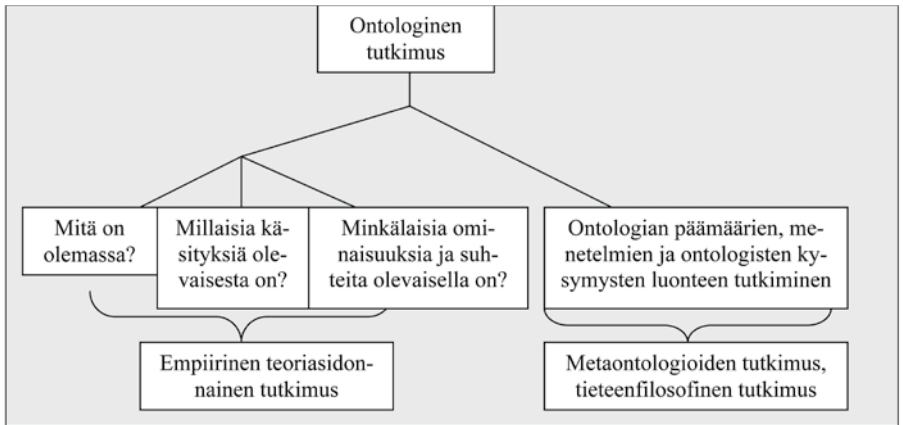 Ontologinen
tutkimus
Mitä on
olemassa?
Millaisia kä-
sityksiä ole-
vaisesta on?
Minkälaisia omi-
naisuuksia ja suh-
teita olevaisella on?
Ontologian päämäärien, me-
netelmien ja ontologisten ky-
symysten luonteen tutkiminen
Empiirinen teoriasidon-
nainen tutkimus
Metaontologioiden tutkimus,
tieteenfilosofinen tutkimus